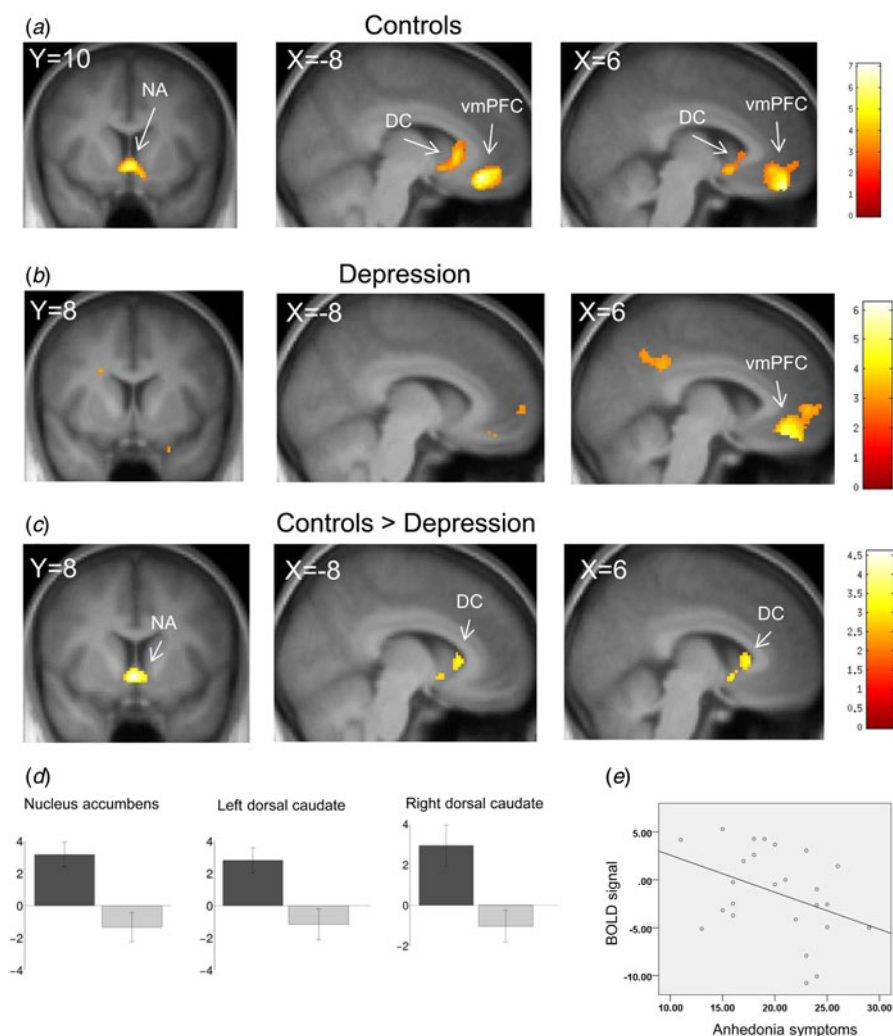 (a)
Controls
Y=10
NA
X=-8
DC
vmPFC
X=6
DC
vmPFC
7
6
5
4
3
2
1
0
(b)
Depression
Y=8
X=-8
X=6
vmPFC
6
5
4
3
2
1
0
(c)
Controls > Depression
Y=8
NA
X=-8
DC
X=6
DC
4.5
4
3.5
3
2.5
2
1.5
1
0.5
0
(d)
Nucleus accumbens
4
2
0
−2
−4
Left dorsal caudate
4
2
0
−2
−4
Right dorsal caudate
4
2
0
−2
(e)
BOLD signal
5.00
.00
-5.00
-10.00
10.00 15.00 20.00 25.00 30.00
Anhedonia symptoms